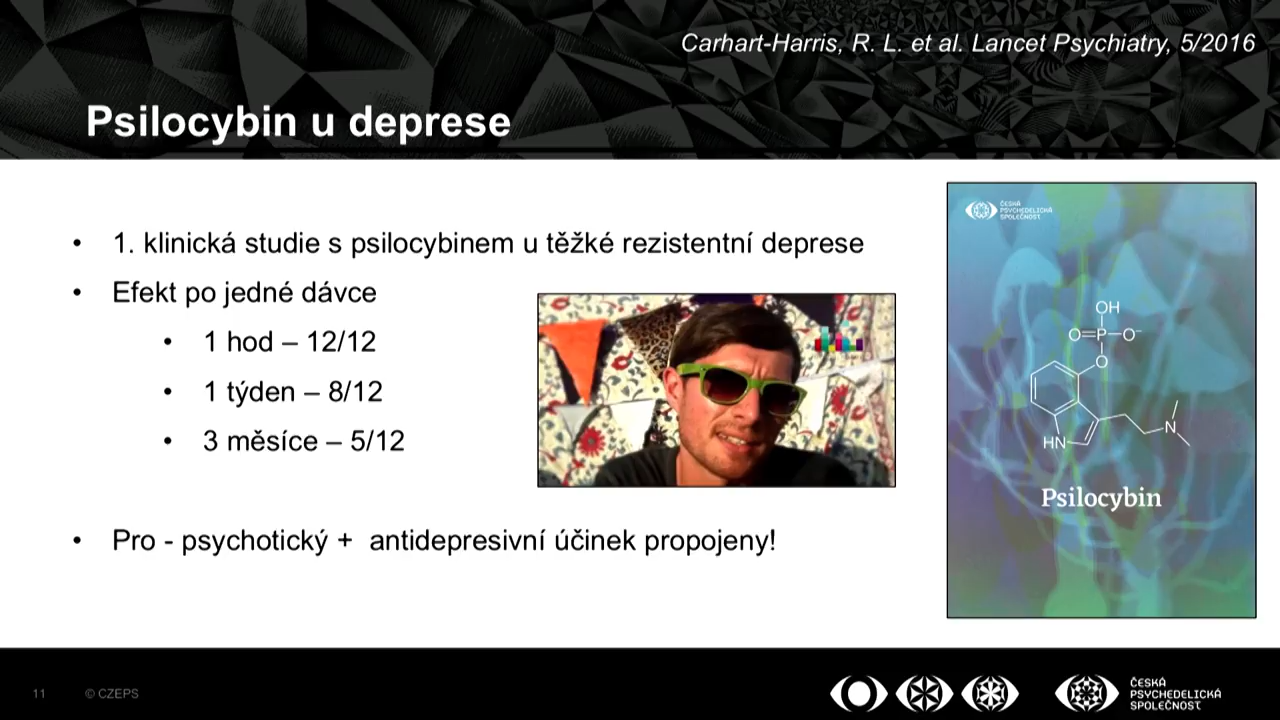 Carhart-Harris, R. L. et al. Lancet Psychiatry, 5/2016
Psilocybin u deprese
• 1. klinická studie s psilocybinem u těžké rezistentní deprese
• Efekt po jedné dávce
• 1 hod – 12/12
• 1 týden – 8/12
• 3 měsíce – 5/12
• Pro - psychotický + antidepresivní účinek propojeny!
ČESKÁ
PSYCHEDELICKÁ
SPOLEČNOST
OH
O=P–O⁻
O
HN
N
Psilocybin
11
© CZEPS
ČESKÁ
PSYCHEDELICKÁ
SPOLEČNOST